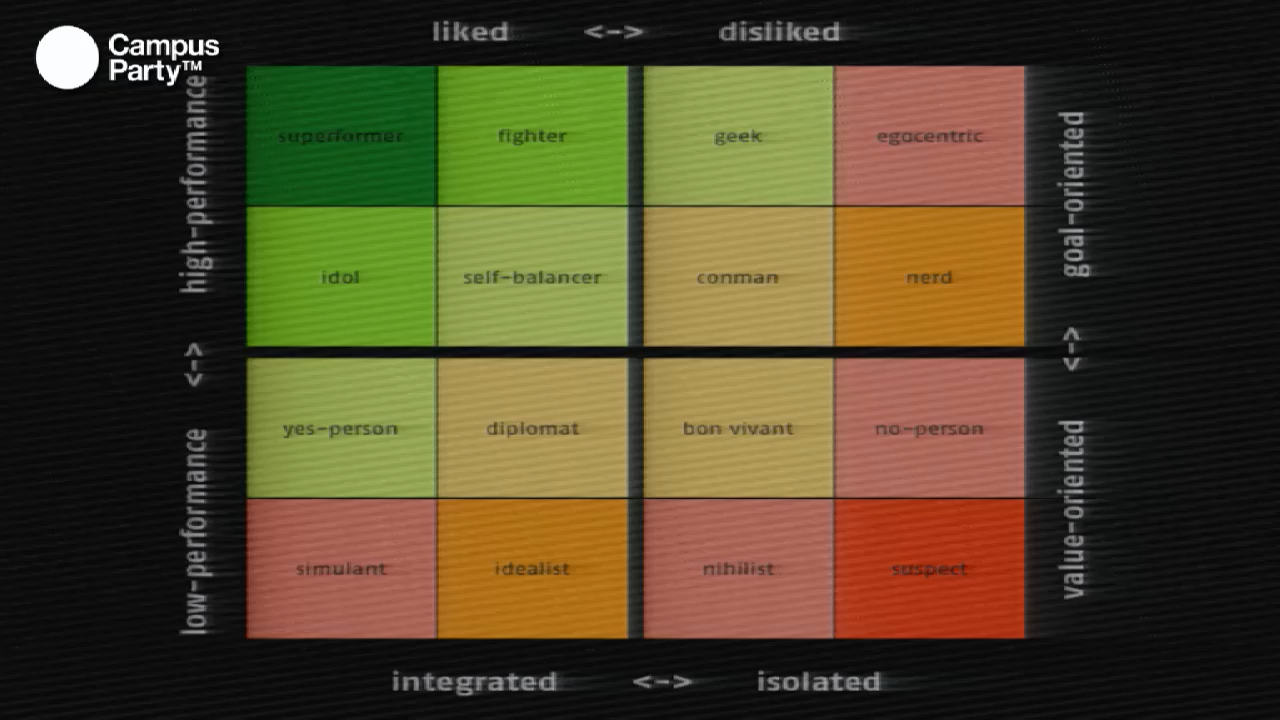 Campus
Party™
liked <-> disliked
high-performance <-> low-performance
superformer fighter geek egocentric
idol self-balancer conman nerd
yes-person diplomat bon vivant no-person
simulant idealist nihilist suspect
goal-oriented <-> value-oriented
integrated <-> isolated